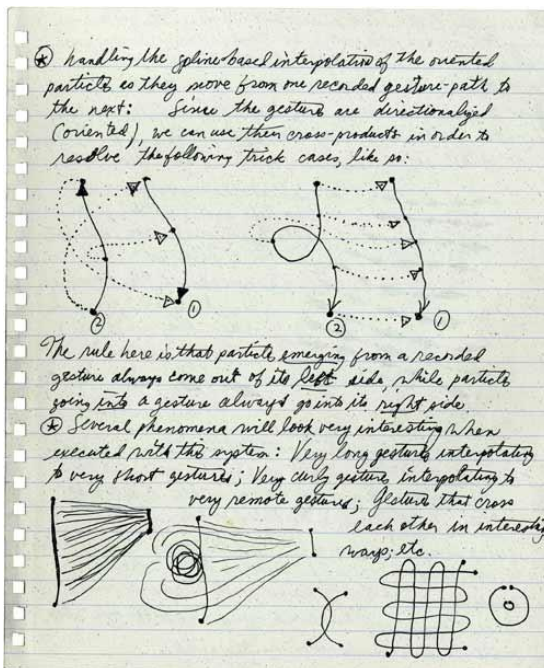 ⊛ handling the spline-based interpolation of the oriented
particles as they move from one recorded gesture-path to
the next: Since the gestures are directionalized
(oriented), we can use their cross-products in order to
resolve the following trick cases, like so:
② ① ② ①
The rule here is that particles emerging from a recorded
gesture always come out of its left side, while particles
going into a gesture always go into its right side.
⊛ Several phenomena will look very interesting when
executed with this system: Very long gestures interpolating
to very short gestures; Very curly gestures interpolating to
very remote gestures; Gestures that cross
each other in interesting
ways; etc.